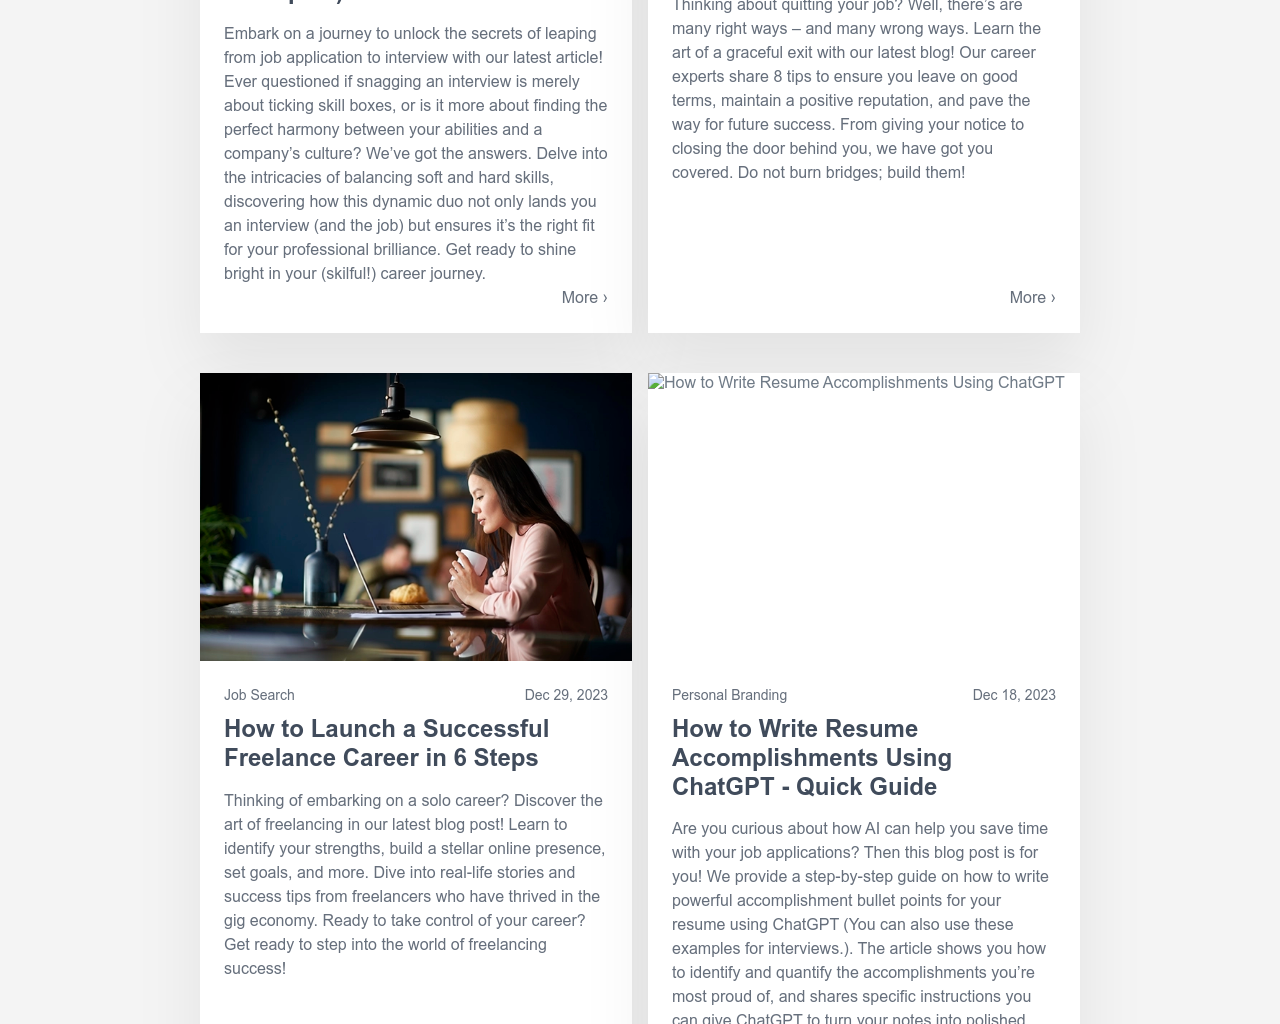 Embark on a journey to unlock the secrets of leaping
from job application to interview with our latest article!
Ever questioned if snagging an interview is merely
about ticking skill boxes, or is it more about finding the
perfect harmony between your abilities and a
company’s culture? We’ve got the answers. Delve into
the intricacies of balancing soft and hard skills,
discovering how this dynamic duo not only lands you
an interview (and the job) but ensures it’s the right fit
for your professional brilliance. Get ready to shine
bright in your (skilful!) career journey.
More ›
Thinking about quitting your job? Well, there’s are
many right ways – and many wrong ways. Learn the
art of a graceful exit with our latest blog! Our career
experts share 8 tips to ensure you leave on good
terms, maintain a positive reputation, and pave the
way for future success. From giving your notice to
closing the door behind you, we have got you
covered. Do not burn bridges; build them!
More ›
Job Search
Dec 29, 2023
How to Launch a Successful
Freelance Career in 6 Steps
Thinking of embarking on a solo career? Discover the
art of freelancing in our latest blog post! Learn to
identify your strengths, build a stellar online presence,
set goals, and more. Dive into real-life stories and
success tips from freelancers who have thrived in the
gig economy. Ready to take control of your career?
Get ready to step into the world of freelancing
success!
How to Write Resume Accomplishments Using ChatGPT
Personal Branding
Dec 18, 2023
How to Write Resume
Accomplishments Using
ChatGPT - Quick Guide
Are you curious about how AI can help you save time
with your job applications? Then this blog post is for
you! We provide a step-by-step guide on how to write
powerful accomplishment bullet points for your
resume using ChatGPT (You can also use these
examples for interviews.). The article shows you how
to identify and quantify the accomplishments you’re
most proud of, and shares specific instructions you
can give ChatGPT to turn your notes into polished